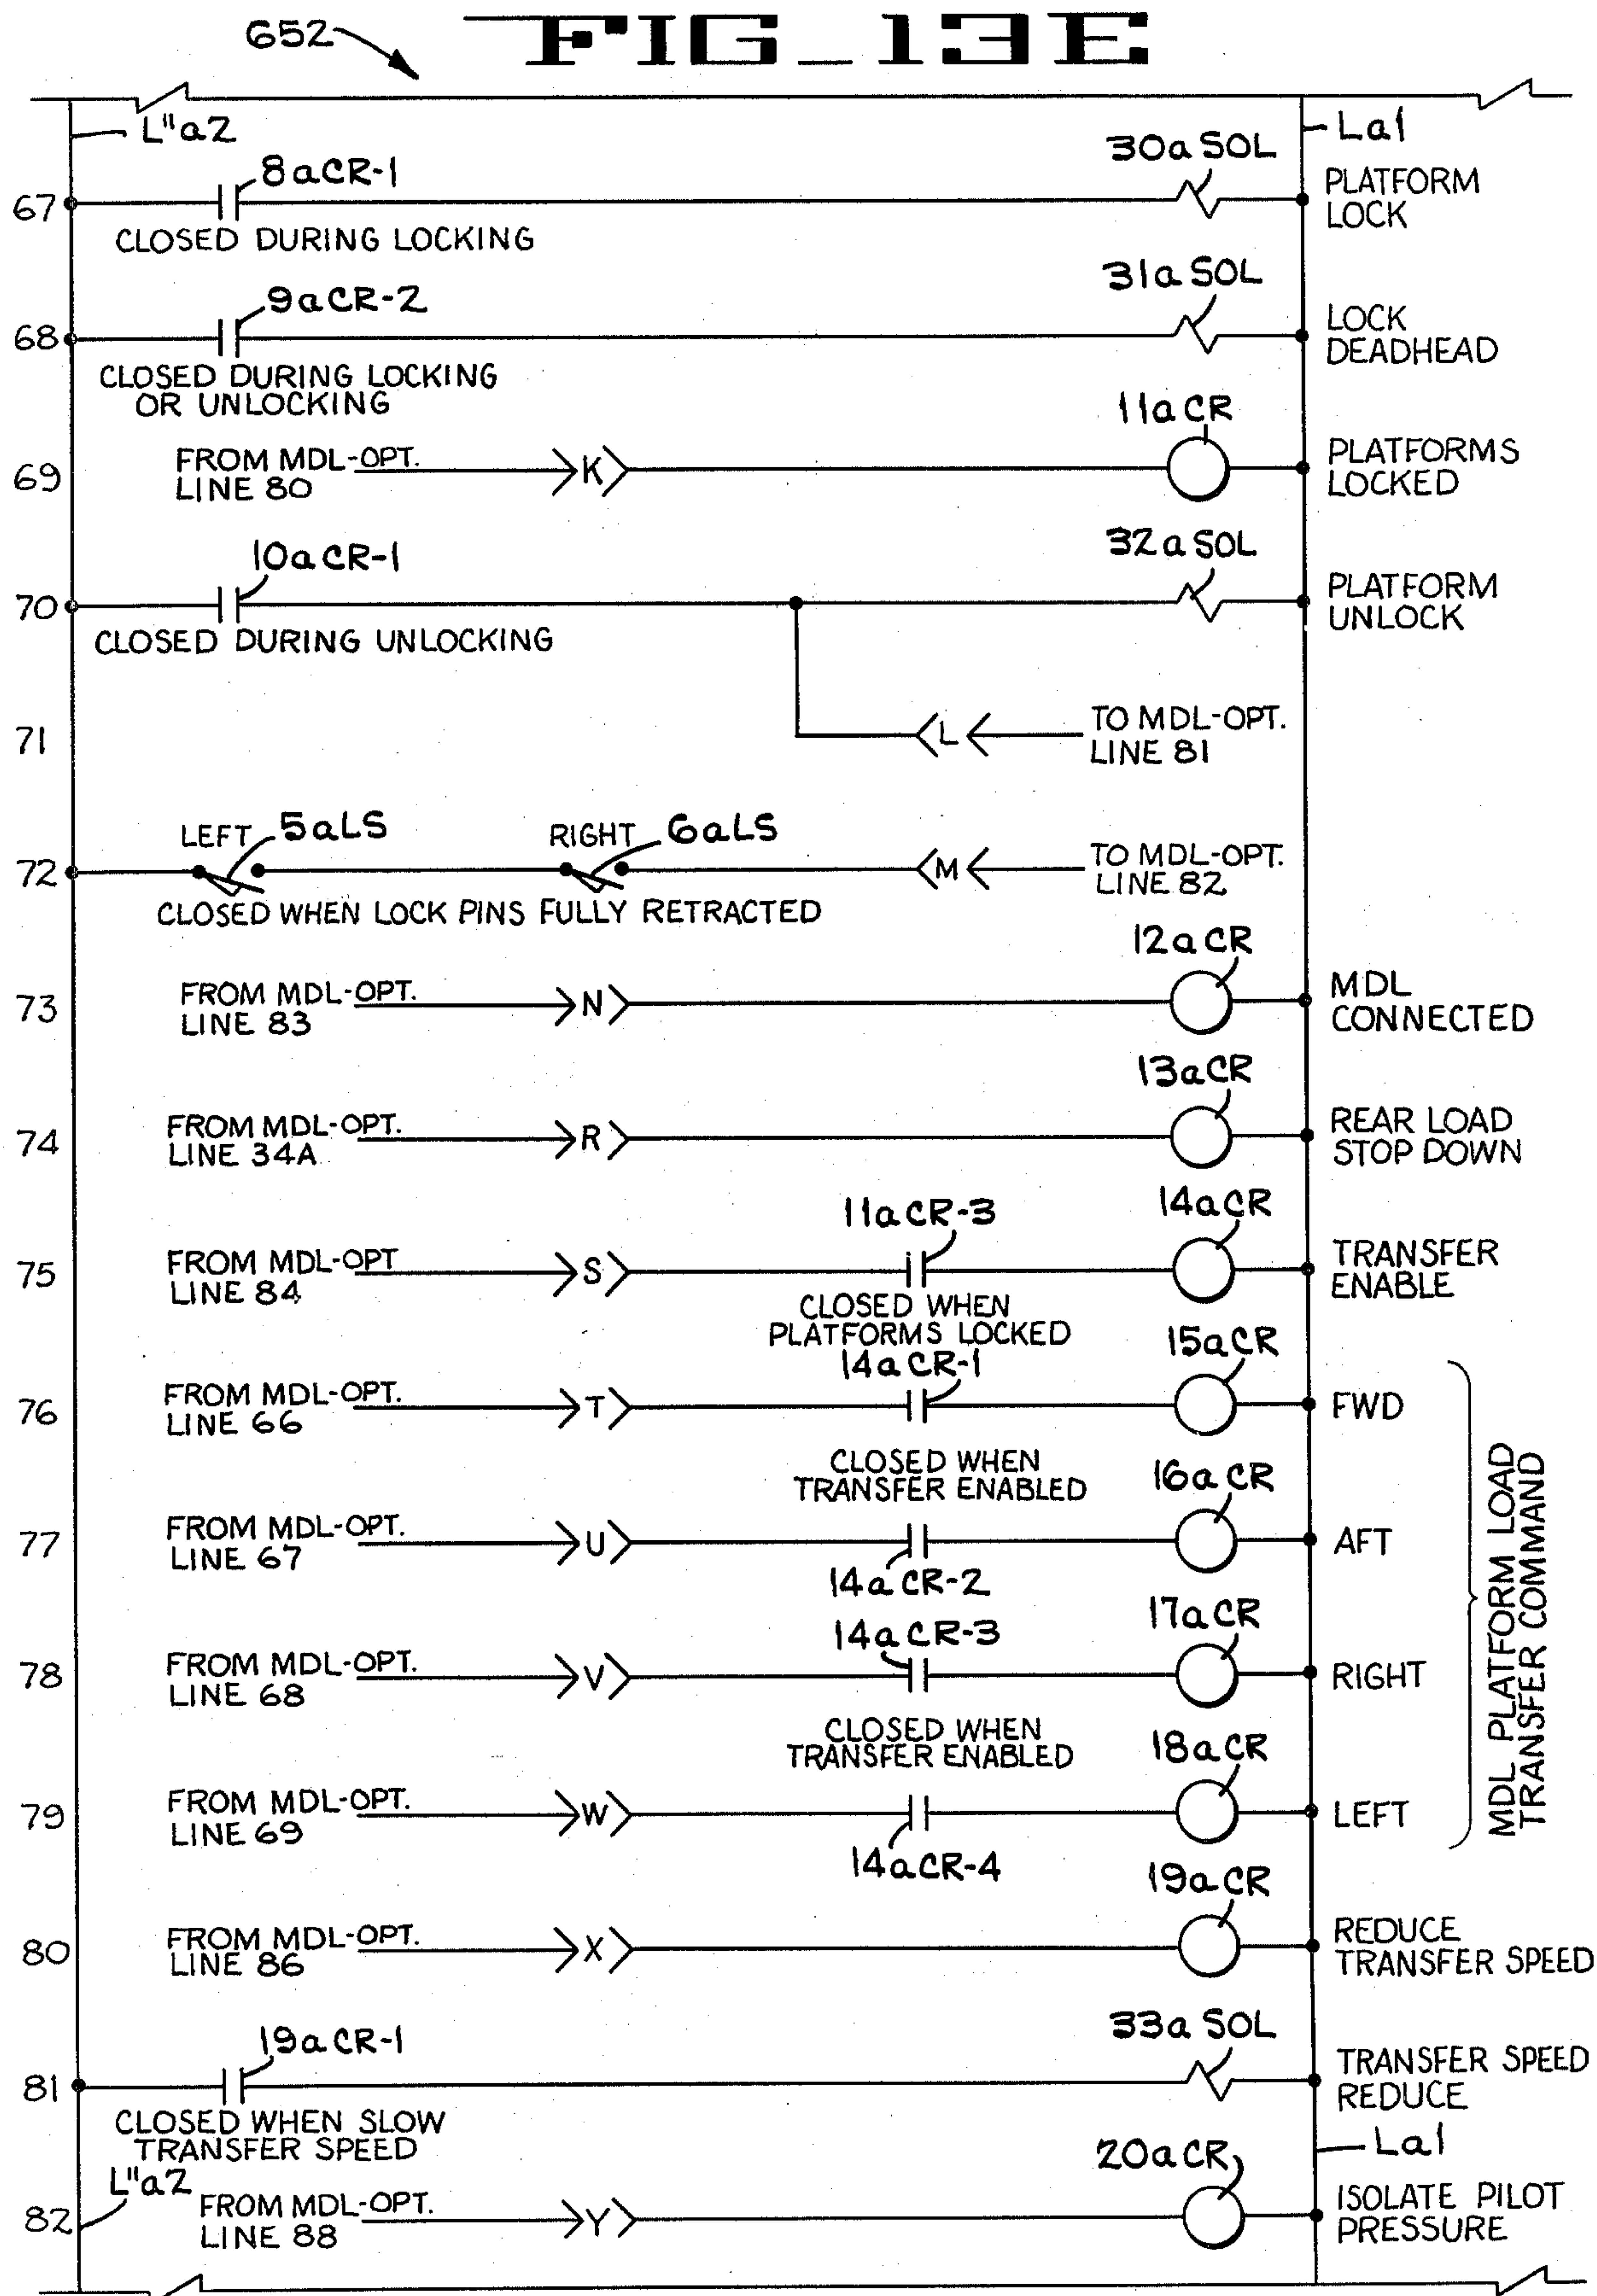 FIG_13E
652
L"a2
La1
67
8aCR-1
CLOSED DURING LOCKING
30a SOL
PLATFORM
LOCK
68
9aCR-2
CLOSED DURING LOCKING
OR UNLOCKING
31a SOL
LOCK
DEADHEAD
69
FROM MDL-OPT.
LINE 80
K
11aCR
PLATFORMS
LOCKED
70
10aCR-1
CLOSED DURING UNLOCKING
32a SOL
PLATFORM
UNLOCK
71
L
TO MDL-OPT.
LINE 81
72
LEFT
5aLS
RIGHT
6aLS
CLOSED WHEN LOCK PINS FULLY RETRACTED
M
TO MDL-OPT.
LINE 82
73
FROM MDL-OPT.
LINE 83
N
12aCR
MDL
CONNECTED
74
FROM MDL-OPT.
LINE 34A
R
13aCR
REAR LOAD
STOP DOWN
75
FROM MDL-OPT
LINE 84
S
11aCR-3
CLOSED WHEN
PLATFORMS LOCKED
14aCR
TRANSFER
ENABLE
76
FROM MDL-OPT.
LINE 66
T
14aCR-1
CLOSED WHEN
TRANSFER ENABLED
15aCR
FWD
77
FROM MDL-OPT.
LINE 67
U
14aCR-2
16aCR
AFT
78
FROM MDL-OPT.
LINE 68
V
14aCR-3
CLOSED WHEN
TRANSFER ENABLED
17aCR
RIGHT
79
FROM MDL-OPT.
LINE 69
W
14aCR-4
18aCR
LEFT
MDL PLATFORM LOAD
TRANSFER COMMAND
80
FROM MDL-OPT.
LINE 86
X
19aCR
REDUCE
TRANSFER SPEED
81
19aCR-1
CLOSED WHEN SLOW
TRANSFER SPEED
33a SOL
TRANSFER SPEED
REDUCE
La1
82
L"a2
FROM MDL-OPT.
LINE 88
Y
20aCR
ISOLATE PILOT
PRESSURE